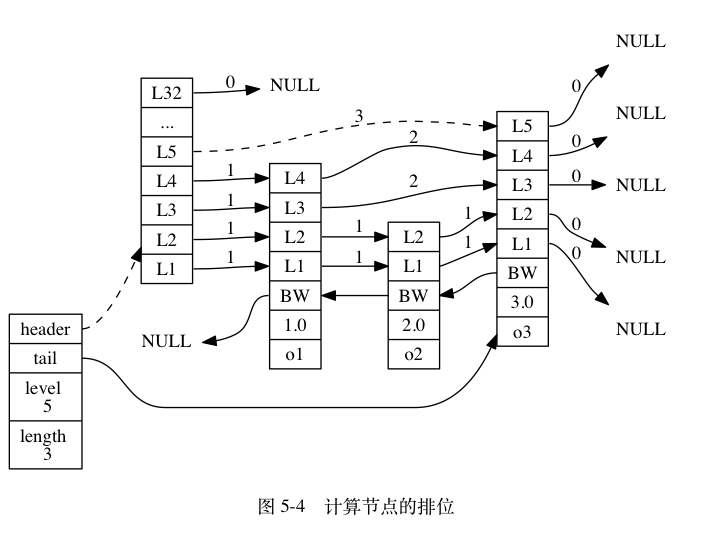 NULL
0
NULL
L32
0
NULL
...
3
L5
0
NULL
L5
2
L4
0
L4
1
L4
2
L3
0
NULL
L3
1
L3
L2
1
L2
0
L2
1
L2
1
L2
1
L1
0
NULL
L1
1
L1
1
L1
BW
BW
BW
3.0
header
1.0
2.0
o3
NULL
NULL
tail
o1
o2
level
5
length
3
图 5-4 计算节点的排位